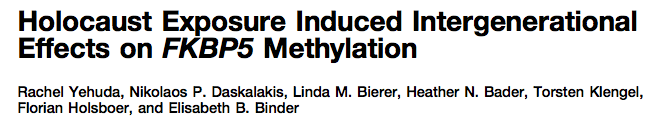 Holocaust Exposure Induced Intergenerational
Effects on FKBP5 Methylation
Rachel Yehuda, Nikolaos P. Daskalakis, Linda M. Bierer, Heather N. Bader, Torsten Klengel,
Florian Holsboer, and Elisabeth B. Binder